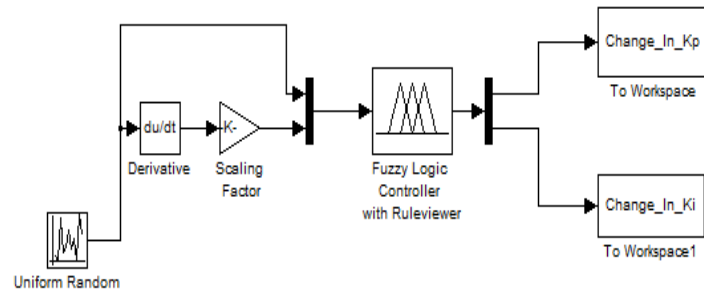 Change_In_Kp
To Workspace
du/dt
Derivative
-K-
Scaling
Factor
Fuzzy Logic
Controller
with Ruleviewer
Change_In_Ki
To Workspace1
Uniform Random